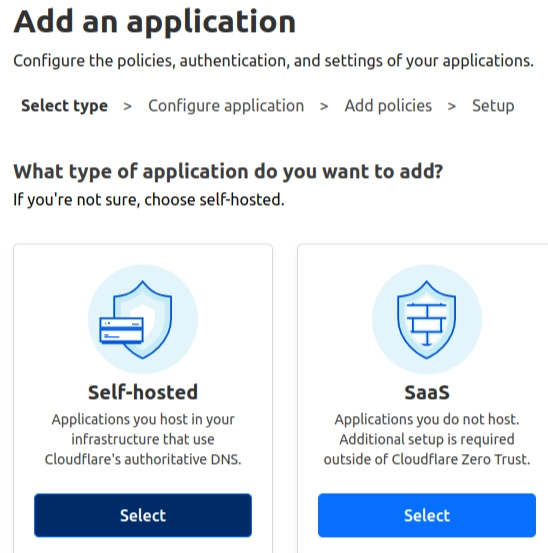 Add an application
Configure the policies, authentication, and settings of your applications.
Select type > Configure application > Add policies > Setup
What type of application do you want to add?
If you're not sure, choose self-hosted.
Self-hosted
Applications you host in your
infrastructure that use
Cloudflare's authoritative DNS.
Select
SaaS
Applications you do not host.
Additional setup is required
outside of Cloudflare Zero Trust.
Select